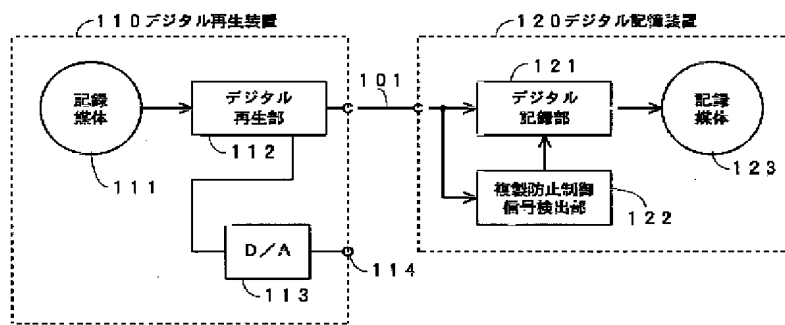 110デジタル再生装置
120デジタル記憶装置
記録
媒体
111
デジタル
再生部
112
101
121
デジタル
記録部
記録
媒体
123
複製防止制御
信号検出部
122
D/A
113
114